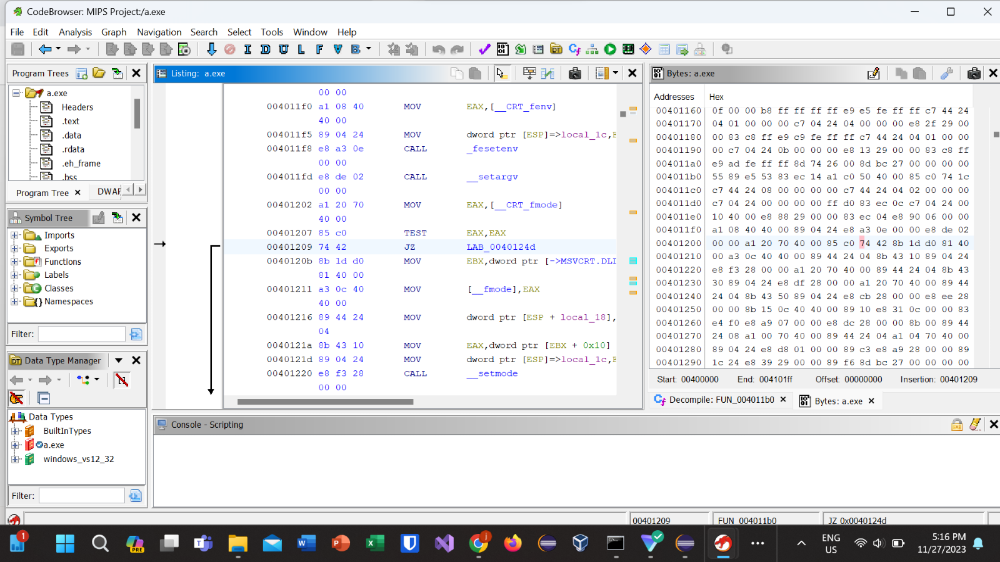 CodeBrowser: MIPS Project:/a.exe
File Edit Analysis Graph Navigation Search Select Tools Window Help
I D U L F V B
Program Trees
a.exe
Headers
.text
.data
.rdata
.eh_frame
.bss
Program Tree DWAR
Symbol Tree
Imports
Exports
Functions
Labels
Classes
Namespaces
Filter:
Data Type Manager
Data Types
BuiltInTypes
a.exe
windows_vs12_32
Filter:
Listing: a.exe
00 00
004011f0 a1 08 40 MOV EAX,[__CRT_fenv]
40 00
004011f5 89 04 24 MOV dword ptr [ESP]=>local_1c,E
004011f8 e8 a3 0e CALL _fesetenv
00 00
004011fd e8 de 02 CALL __setargv
00 00
00401202 a1 20 70 MOV EAX,[__CRT_fmode]
40 00
00401207 85 c0 TEST EAX,EAX
00401209 74 42 JZ LAB_0040124d
0040120b 8b 1d d0 MOV EBX,dword ptr [->MSVCRT.DLL
81 40 00
00401211 a3 0c 40 MOV [__fmode],EAX
40 00
00401216 89 44 24 MOV dword ptr [ESP + local_18],
04
0040121a 8b 43 10 MOV EAX,dword ptr [EBX + 0x10]
0040121d 89 04 24 MOV dword ptr [ESP]=>local_1c,E
00401220 e8 f3 28 CALL __setmode
00 00
Bytes: a.exe
Addresses Hex
00401160 0f 00 00 b8 ff ff ff ff e9 e5 fe ff ff c7 44 24
00401170 04 01 00 00 00 c7 04 24 04 00 00 00 e8 2f 29 00
00401180 00 83 c8 ff e9 c9 fe ff ff c7 44 24 04 01 00 00
00401190 00 c7 04 24 0b 00 00 00 e8 13 29 00 00 83 c8 ff
004011a0 e9 ad fe ff ff 8d 74 26 00 8d bc 27 00 00 00 00
004011b0 55 89 e5 53 83 ec 14 a1 c0 50 40 00 85 c0 74 1c
004011c0 c7 44 24 08 00 00 00 00 c7 44 24 04 02 00 00 00
004011d0 c7 04 24 00 00 00 00 ff d0 83 ec 0c c7 04 24 00
004011e0 10 40 00 e8 88 29 00 00 83 ec 04 e8 90 06 00 00
004011f0 a1 08 40 40 00 89 04 24 e8 a3 0e 00 00 e8 de 02
00401200 00 00 a1 20 70 40 00 85 c0 74 42 8b 1d d0 81 40
00401210 00 a3 0c 40 40 00 89 44 24 04 8b 43 10 89 04 24
00401220 e8 f3 28 00 00 a1 20 70 40 00 89 44 24 04 8b 43
00401230 30 89 04 24 e8 df 28 00 00 a1 20 70 40 00 89 44
00401240 24 04 8b 43 50 89 04 24 e8 cb 28 00 00 e8 ee 28
00401250 00 00 8b 15 0c 40 40 00 89 10 e8 31 0c 00 00 83
00401260 e4 f0 e8 a9 07 00 00 e8 dc 28 00 00 8b 00 89 44
00401270 24 08 a1 00 70 40 00 89 44 24 04 a1 04 70 40 00
00401280 89 04 24 e8 d8 01 00 00 89 c3 e8 a9 28 00 00 89
00401290 1c 24 e8 39 29 00 00 89 f6 8d bc 27 00 00 00 00
Start: 00400000 End: 004101ff Offset: 00000000 Insertion: 00401209
Decompile: FUN_004011b0 Bytes: a.exe
Console - Scripting
00401209 FUN_004011b0 JZ 0x0040124d
1
PRE
ENG
US
5:16 PM
11/27/2023